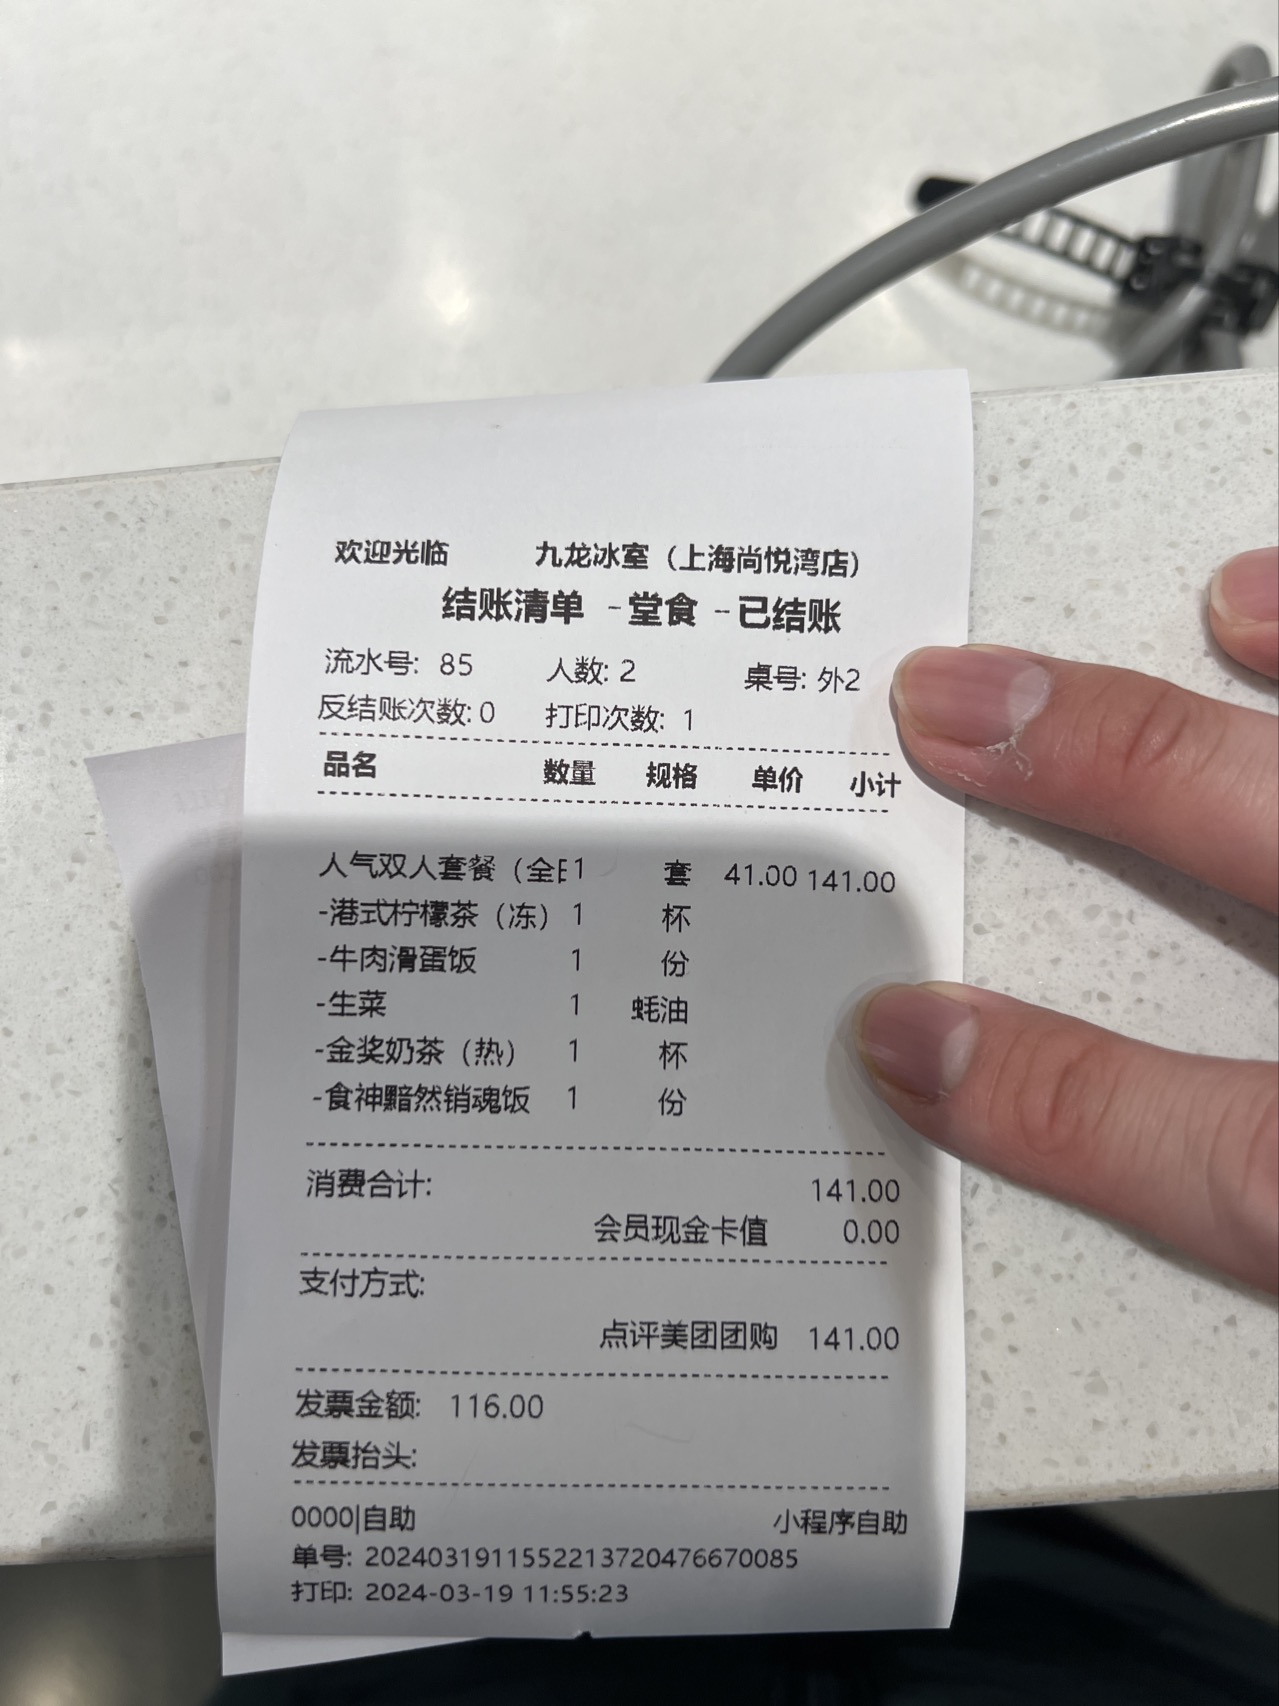 欢迎光临 九龙冰室（上海尚悦湾店）
结账清单 -堂食 -已结账
流水号: 85 人数: 2 桌号: 外2
反结账次数: 0 打印次数: 1
品名 数量 规格 单价 小计
人气双人套餐（全 1 套 41.00 141.00
-港式柠檬茶（冻） 1 杯
-牛肉滑蛋饭 1 份
-生菜 1 蚝油
-金奖奶茶（热） 1 杯
-食神黯然销魂饭 1 份
消费合计: 141.00
会员现金卡值 0.00
支付方式:
点评美团团购 141.00
发票金额: 116.00
发票抬头:
0000|自助 小程序自助
单号: 2024031911552213720476670085
打印: 2024-03-19 11:55:23